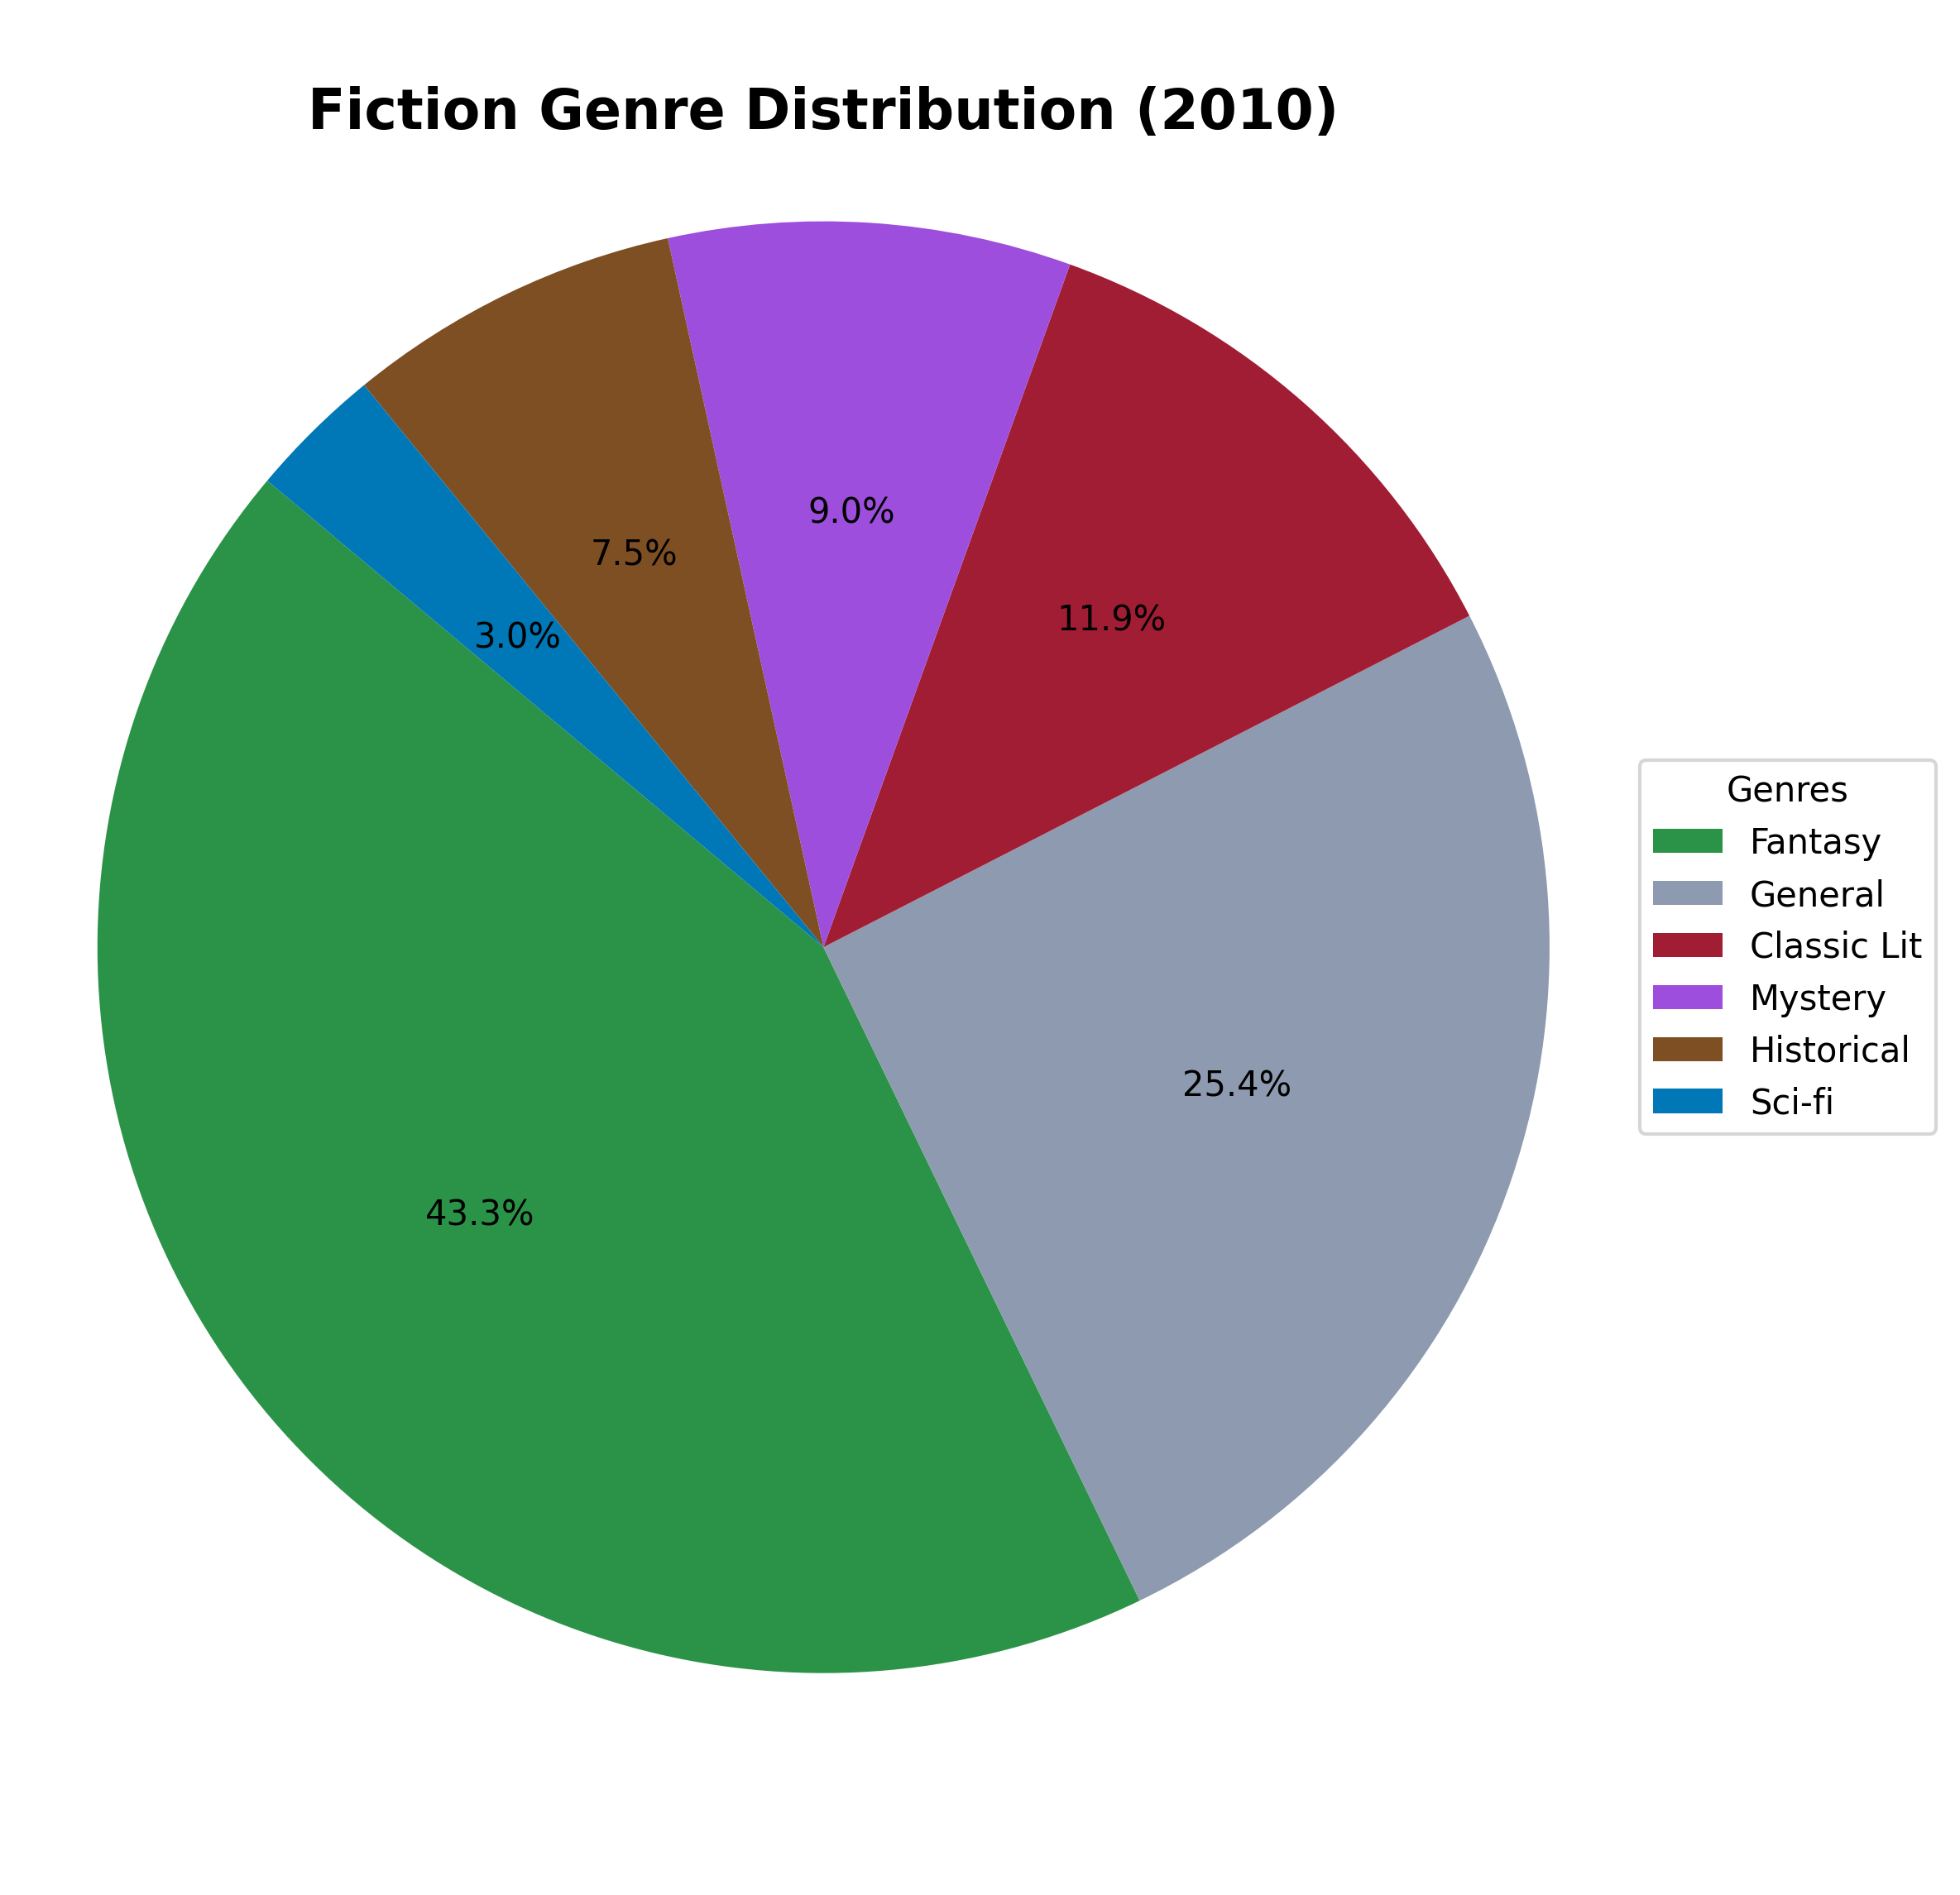 Fiction Genre Distribution (2010)
9.0%
7.5%
11.9%
3.0%
25.4%
43.3%
Genres
Fantasy
General
Classic Lit
Mystery
Historical
Sci-fi